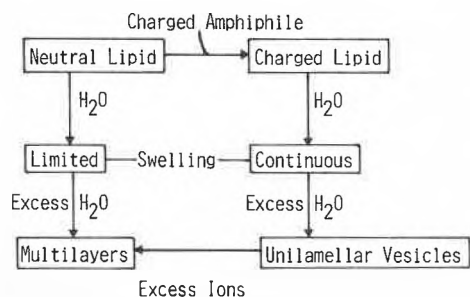 Charged Amphiphile
Neutral Lipid
Charged Lipid
H₂O
H₂O
Limited
Swelling
Continuous
Excess
H₂O
Excess
H₂O
Multilayers
Unilamellar Vesicles
Excess Ions